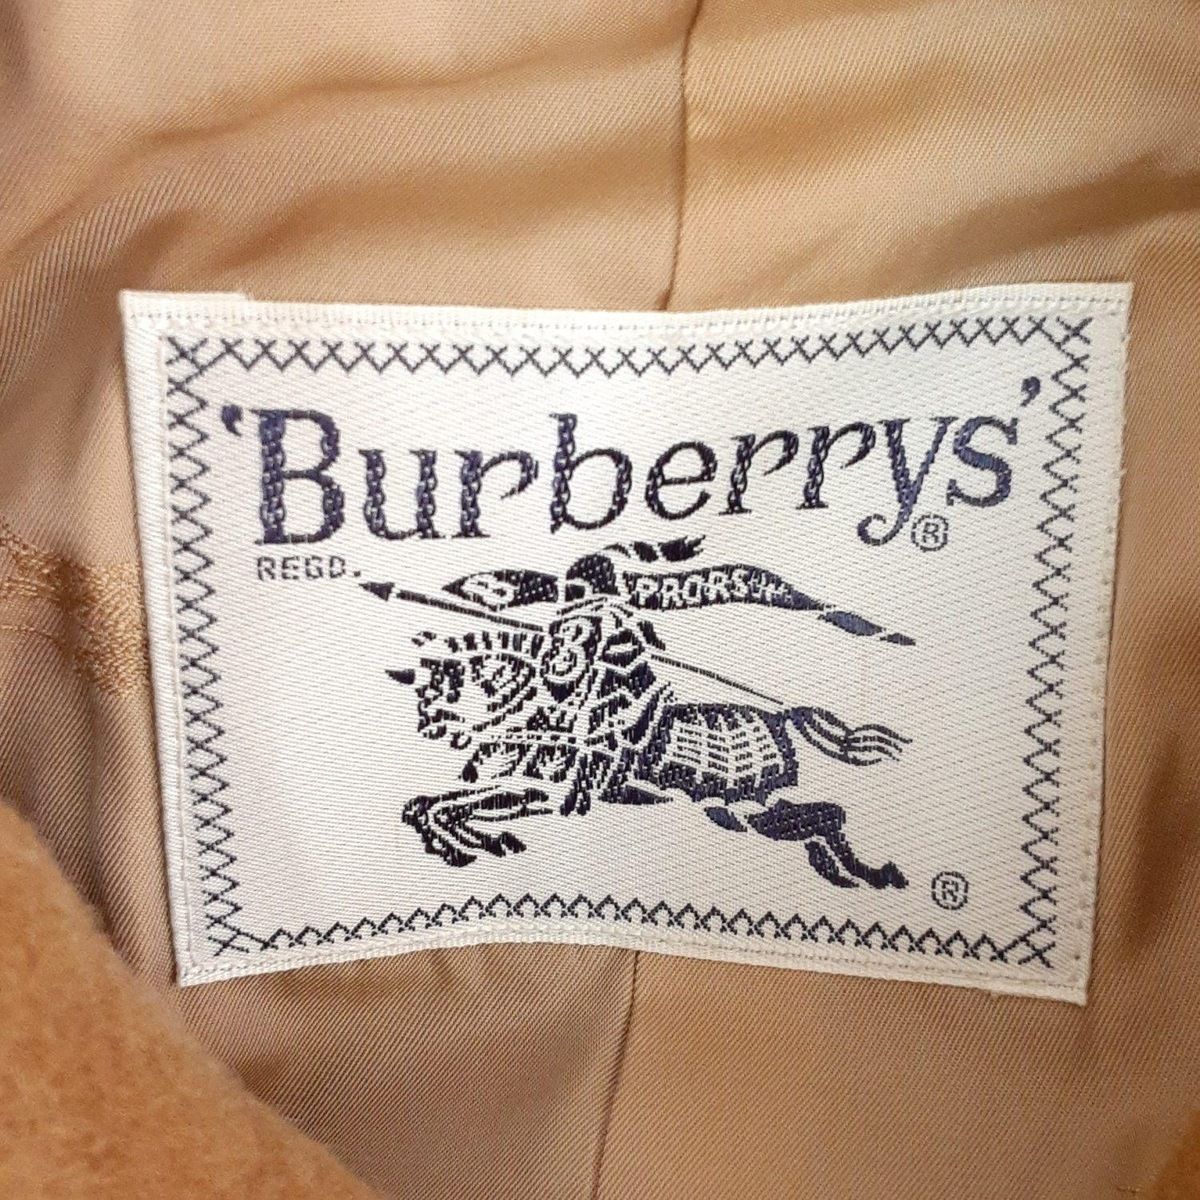 'Burberrys'®
REGD.
PRORSUM
®